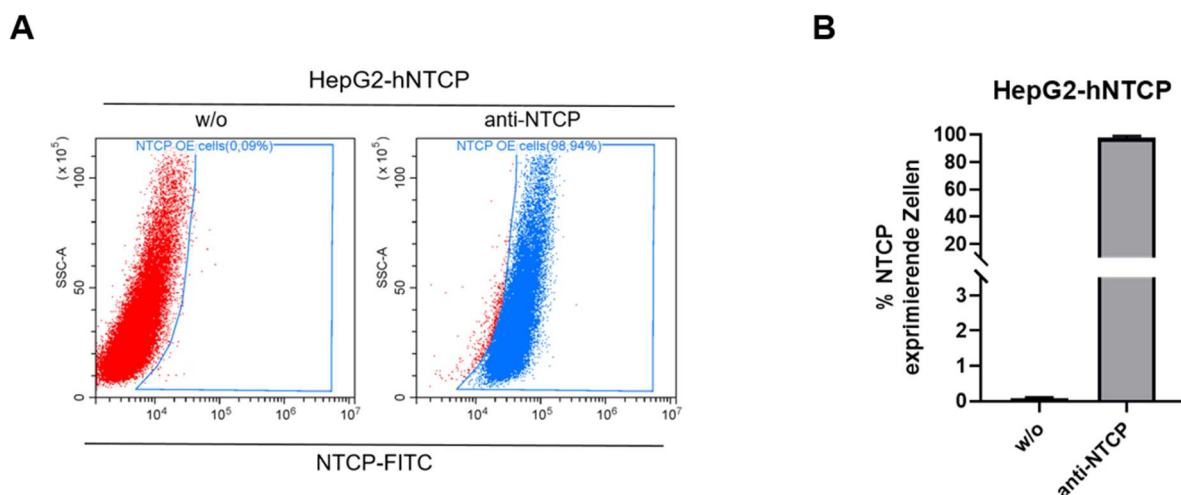 A
HepG2-hNTCP
w/o
anti-NTCP
NTCP OE cells(0,09%)
NTCP OE cells(98,94%)
(x 10⁵)
SSC-A
0
50
100
10⁴
10⁵
10⁶
10⁷
(x 10⁵)
SSC-A
0
50
100
10⁴
10⁵
10⁶
10⁷
NTCP-FITC
B
HepG2-hNTCP
% NTCP
exprimierende Zellen
100
80
60
40
20
3
2
1
0
w/o
anti-NTCP